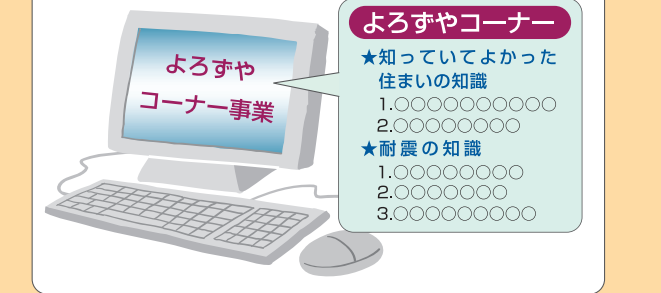 よろずや
コーナー事業
よろずやコーナー
★知っていてよかった
住まいの知識
1.○○○○○○○○○○
2.○○○○○○○○
★耐震の知識
1.○○○○○○○○
2.○○○○○○○
3.○○○○○○○○○